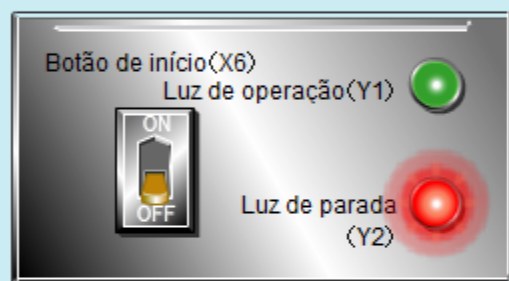 Botão de início(X6)
Luz de operação(Y1)
ON
OFF
Luz de parada
(Y2)